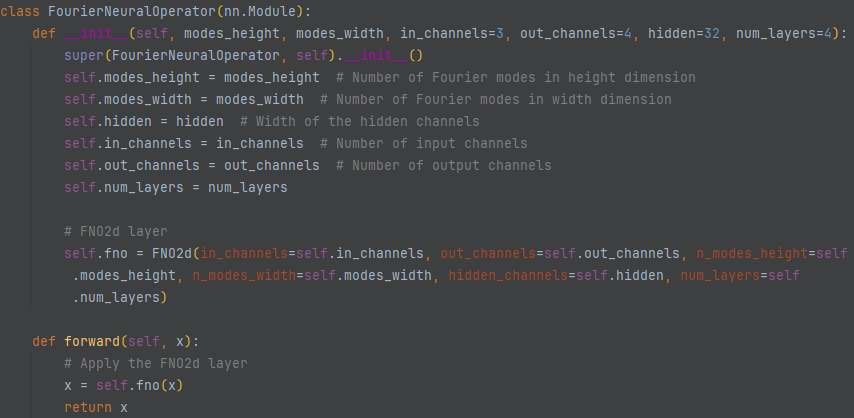 class FourierNeuralOperator(nn.Module):
    def __init__(self, modes_height, modes_width, in_channels=3, out_channels=4, hidden=32, num_layers=4):
        super(FourierNeuralOperator, self).__init__()
        self.modes_height = modes_height  # Number of Fourier modes in height dimension
        self.modes_width = modes_width  # Number of Fourier modes in width dimension
        self.hidden = hidden  # Width of the hidden channels
        self.in_channels = in_channels  # Number of input channels
        self.out_channels = out_channels  # Number of output channels
        self.num_layers = num_layers

        # FNO2d layer
        self.fno = FNO2d(in_channels=self.in_channels, out_channels=self.out_channels, n_modes_height=self
         .modes_height, n_modes_width=self.modes_width, hidden_channels=self.hidden, num_layers=self
         .num_layers)

    def forward(self, x):
        # Apply the FNO2d layer
        x = self.fno(x)
        return x